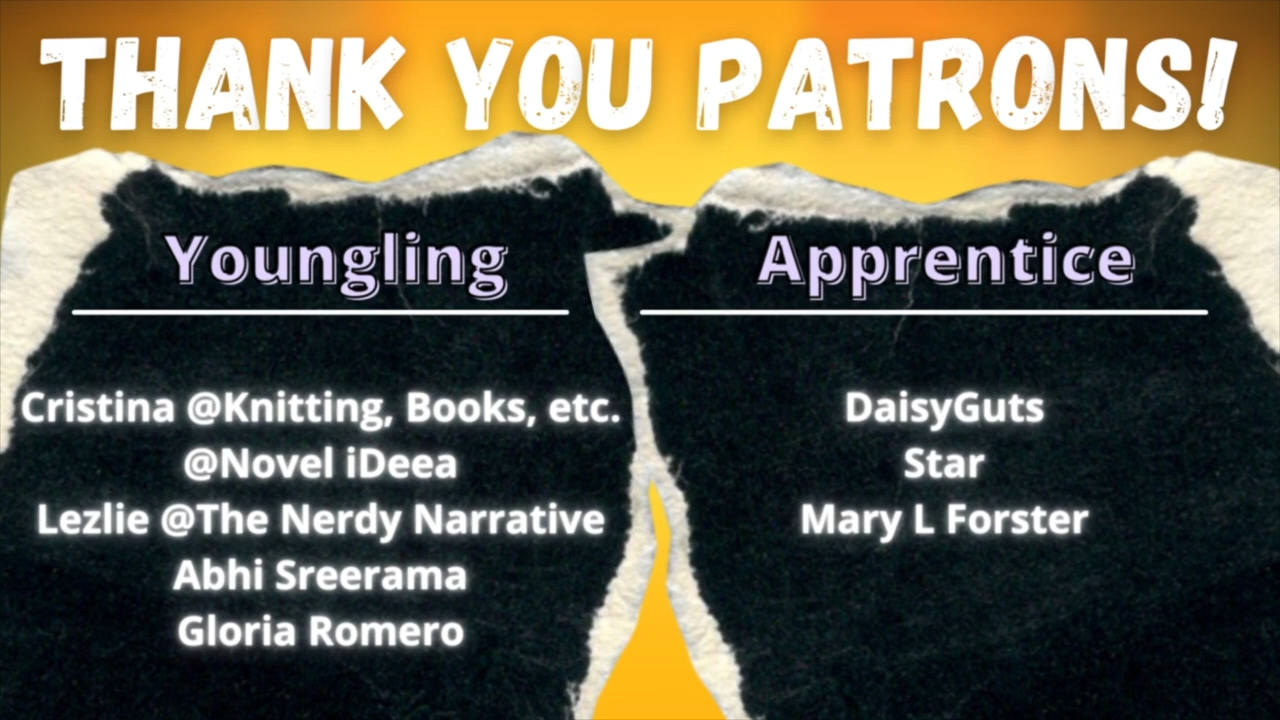 THANK YOU PATRONS!
Youngling
Cristina @Knitting, Books, etc.
@Novel iDeea
Lezlie @The Nerdy Narrative
Abhi Sreerama
Gloria Romero
Apprentice
DaisyGuts
Star
Mary L Forster